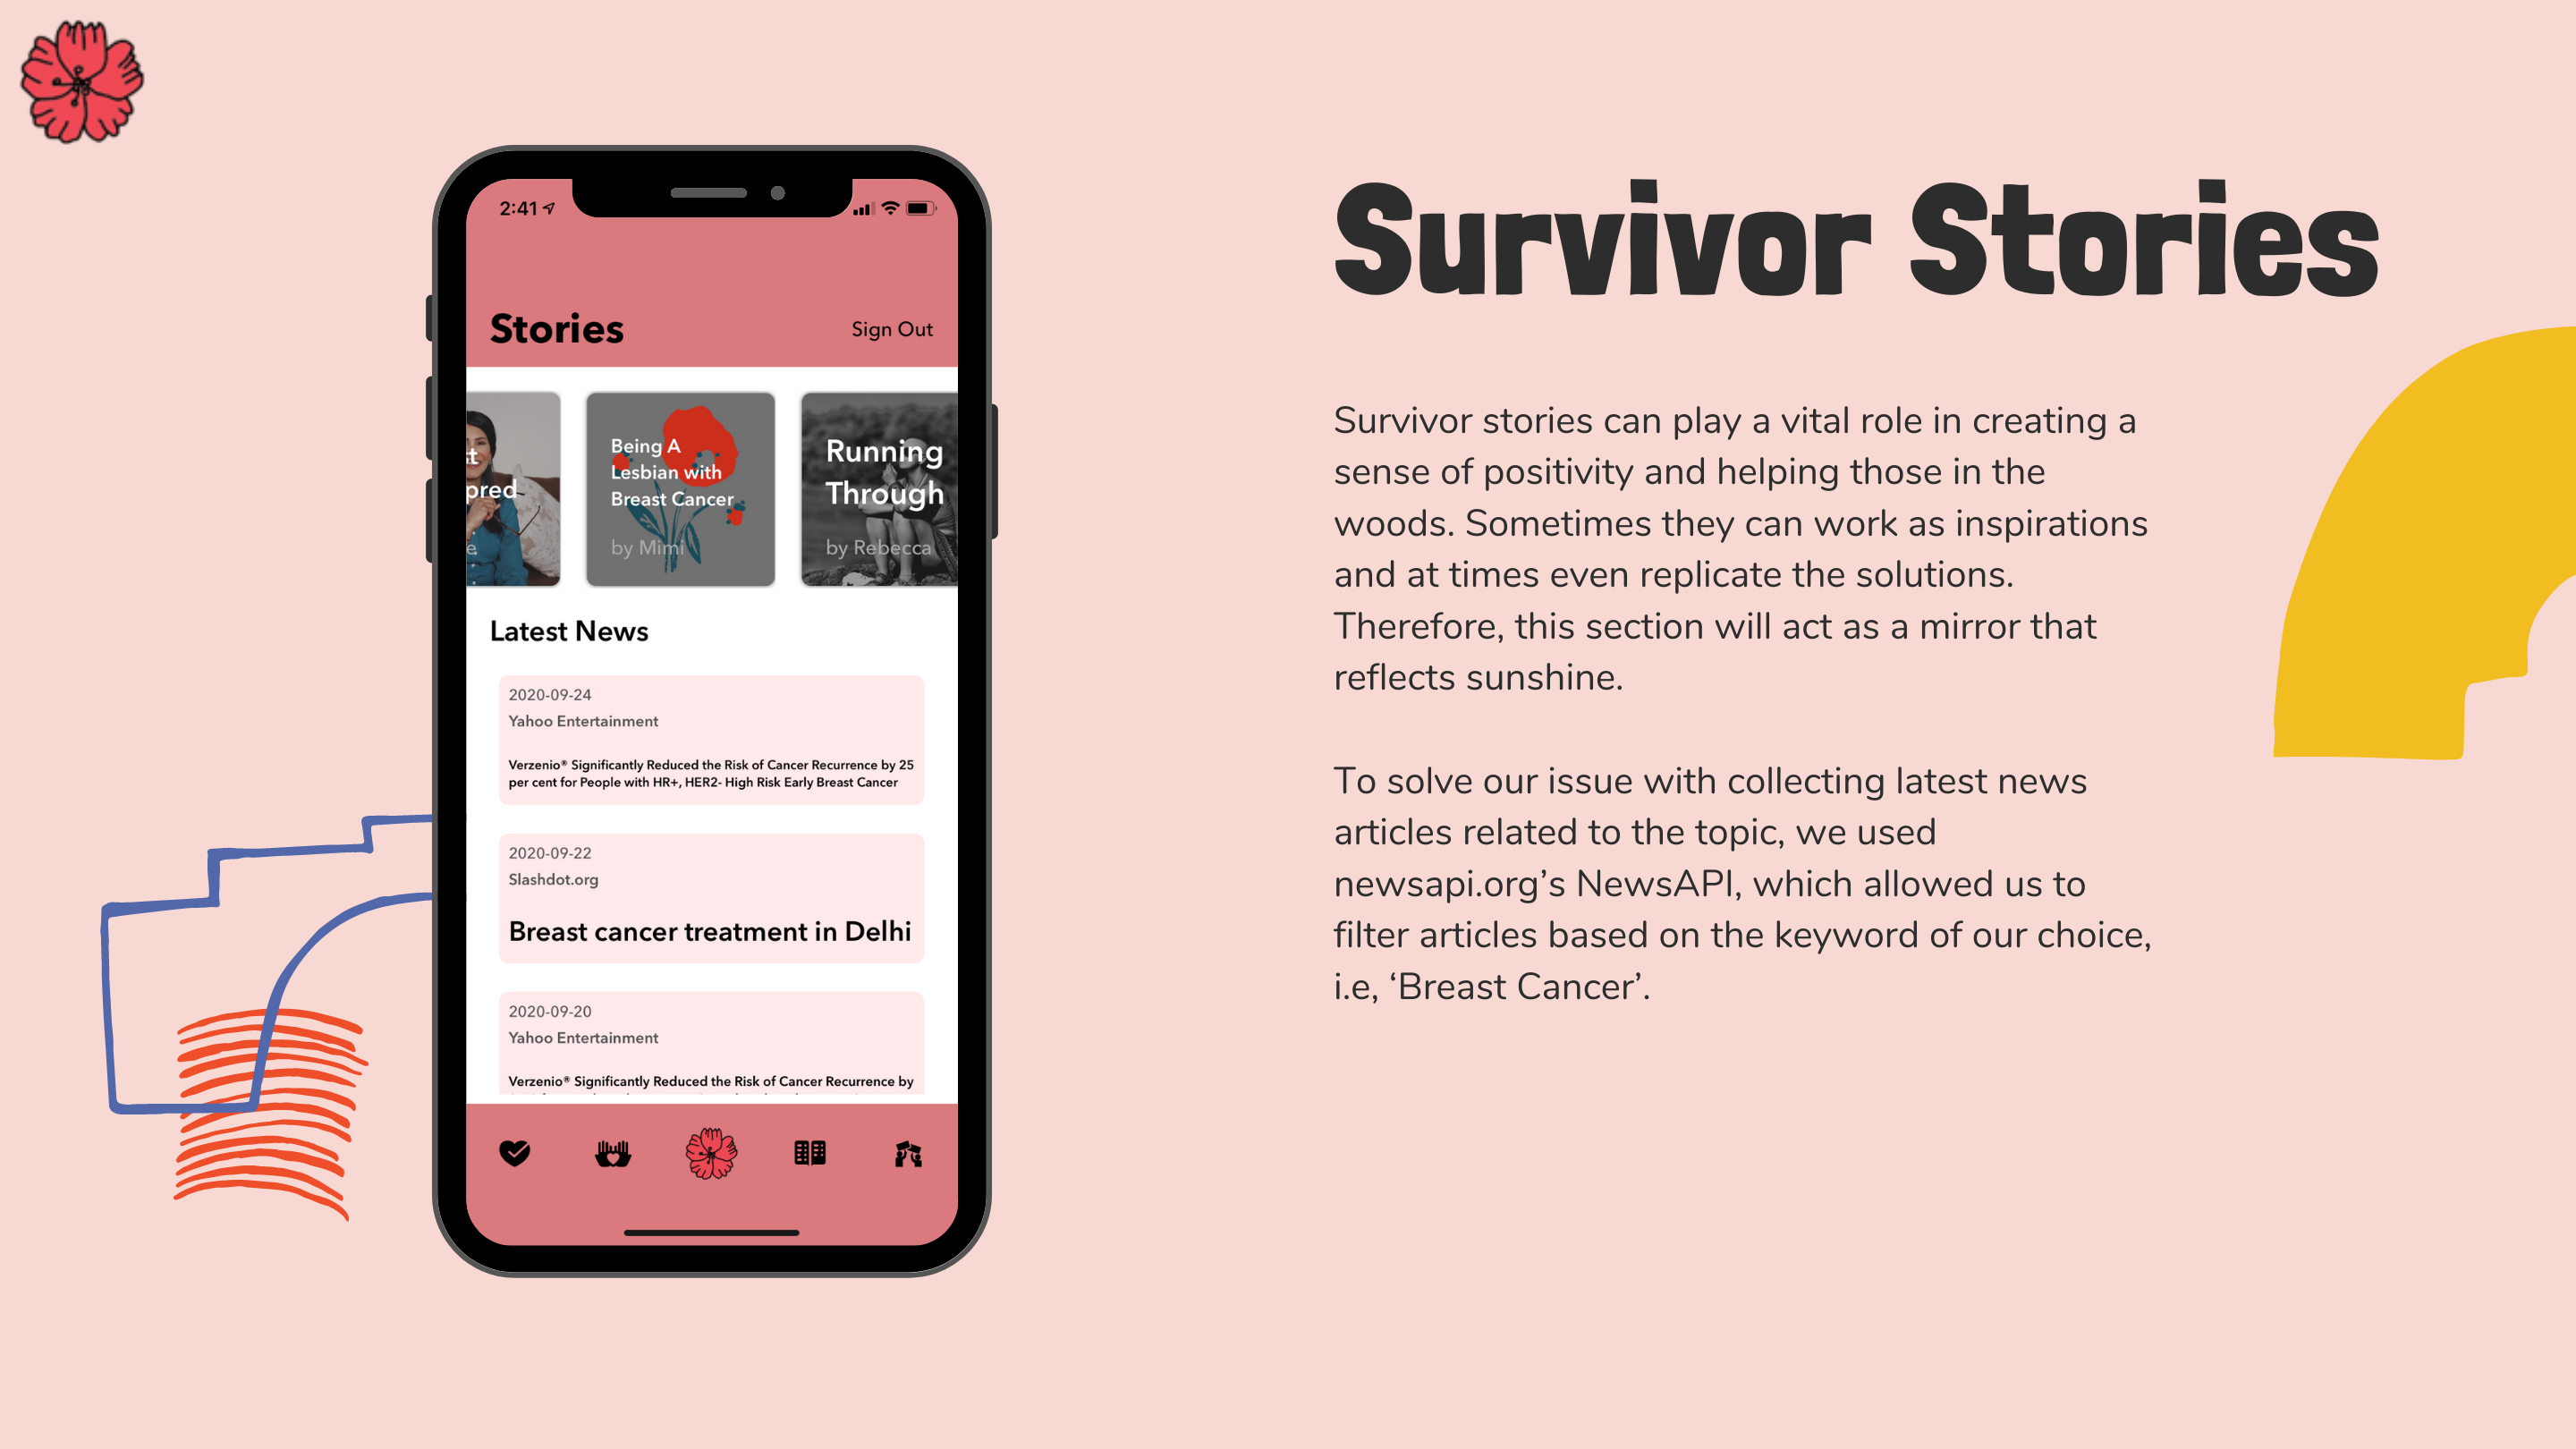 2:41
Stories
Sign Out
pred
Being A
Lesbian with
Breast Cancer
by Mimi
Running
Through
by Rebecca
Latest News
2020-09-24
Yahoo Entertainment
Verzenio® Significantly Reduced the Risk of Cancer Recurrence by 25
per cent for People with HR+, HER2- High Risk Early Breast Cancer
2020-09-22
Slashdot.org
Breast cancer treatment in Delhi
2020-09-20
Yahoo Entertainment
Verzenio® Significantly Reduced the Risk of Cancer Recurrence by
Survivor Stories
Survivor stories can play a vital role in creating a
sense of positivity and helping those in the
woods. Sometimes they can work as inspirations
and at times even replicate the solutions.
Therefore, this section will act as a mirror that
reflects sunshine.
To solve our issue with collecting latest news
articles related to the topic, we used
newsapi.org’s NewsAPI, which allowed us to
filter articles based on the keyword of our choice,
i.e, ‘Breast Cancer’.